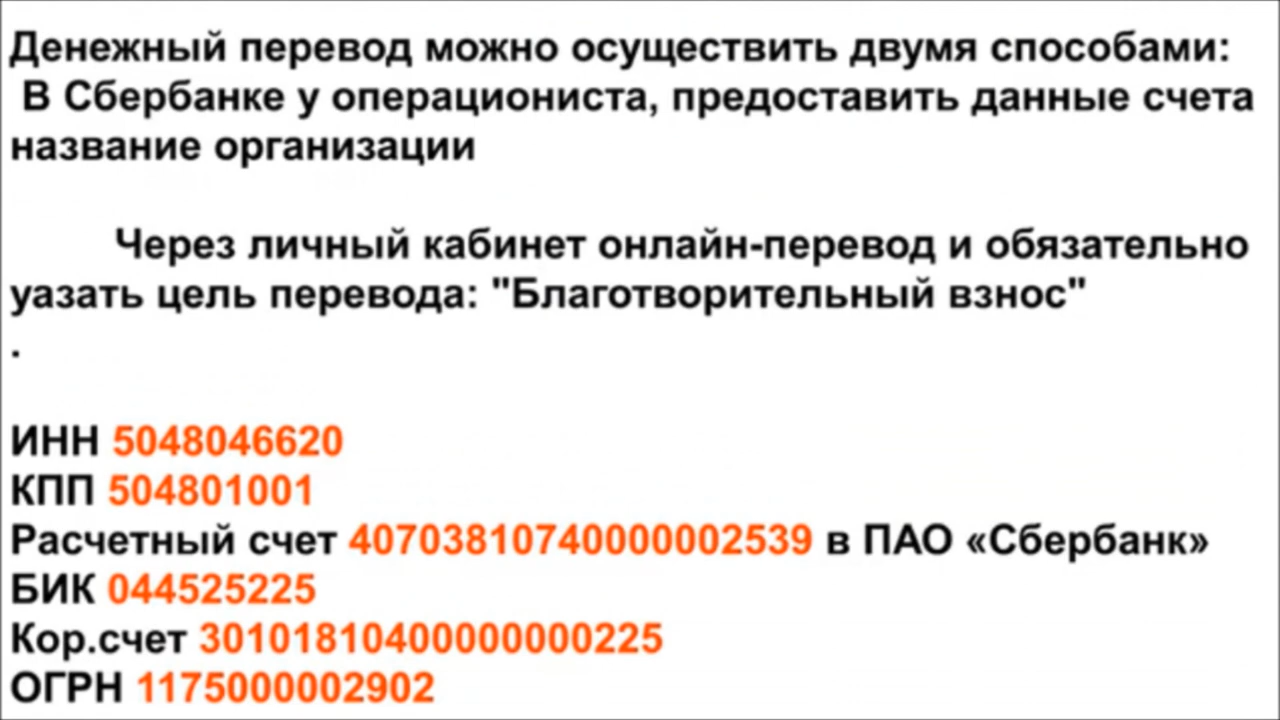 Денежный перевод можно осуществить двумя способами:
В Сбербанке у операциониста, предоставить данные счета
название организации
Через личный кабинет онлайн-перевод и обязательно
уазать цель перевода: "Благотворительный взнос"
.
ИНН 5048046620
КПП 504801001
Расчетный счет 40703810740000002539 в ПАО «Сбербанк»
БИК 044525225
Кор.счет 30101810400000000225
ОГРН 1175000002902